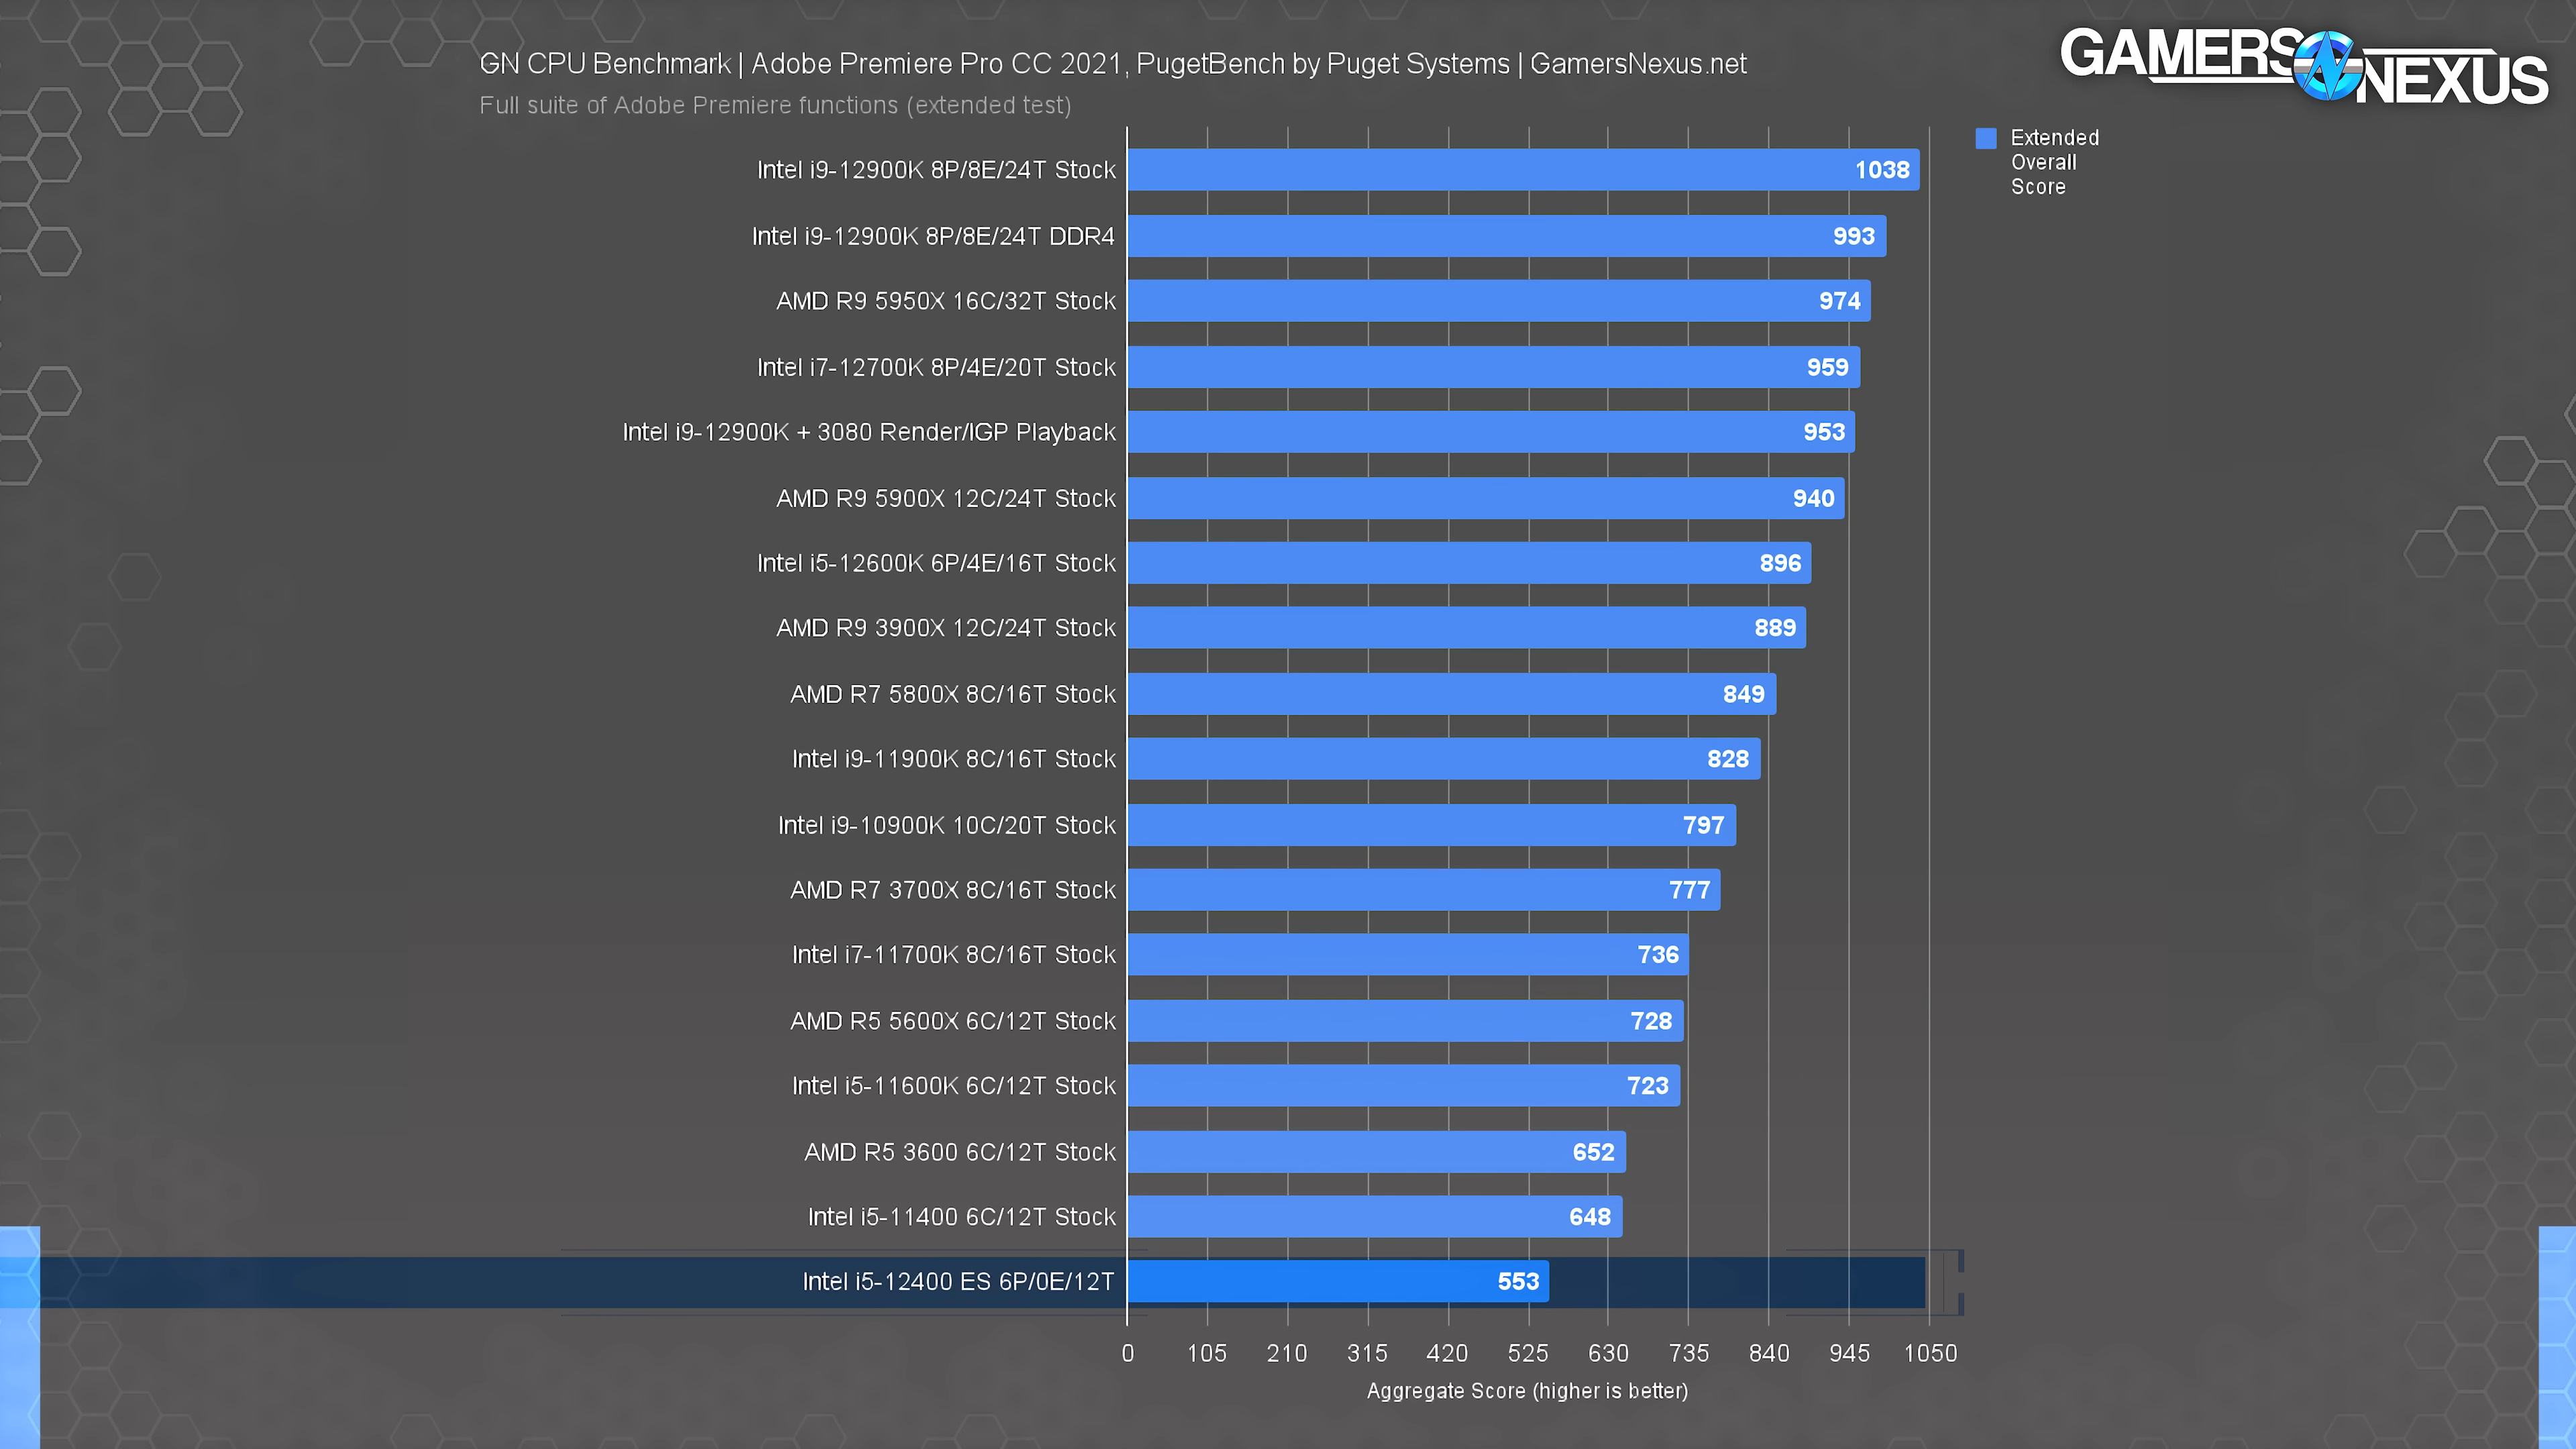 GN CPU Benchmark | Adobe Premiere Pro CC 2021, PugetBench by Puget Systems | GamersNexus.net
GAMERS NEXUS
Full suite of Adobe Premiere functions (extended test)
Extended
Overall
Score
Intel i9-12900K 8P/8E/24T Stock 1038
Intel i9-12900K 8P/8E/24T DDR4 993
AMD R9 5950X 16C/32T Stock 974
Intel i7-12700K 8P/4E/20T Stock 959
Intel i9-12900K + 3080 Render/IGP Playback 953
AMD R9 5900X 12C/24T Stock 940
Intel i5-12600K 6P/4E/16T Stock 896
AMD R9 3900X 12C/24T Stock 889
AMD R7 5800X 8C/16T Stock 849
Intel i9-11900K 8C/16T Stock 828
Intel i9-10900K 10C/20T Stock 797
AMD R7 3700X 8C/16T Stock 777
Intel i7-11700K 8C/16T Stock 736
AMD R5 5600X 6C/12T Stock 728
Intel i5-11600K 6C/12T Stock 723
AMD R5 3600 6C/12T Stock 652
Intel i5-11400 6C/12T Stock 648
Intel i5-12400 ES 6P/0E/12T 553
0 105 210 315 420 525 630 735 840 945 1050
Aggregate Score (higher is better)